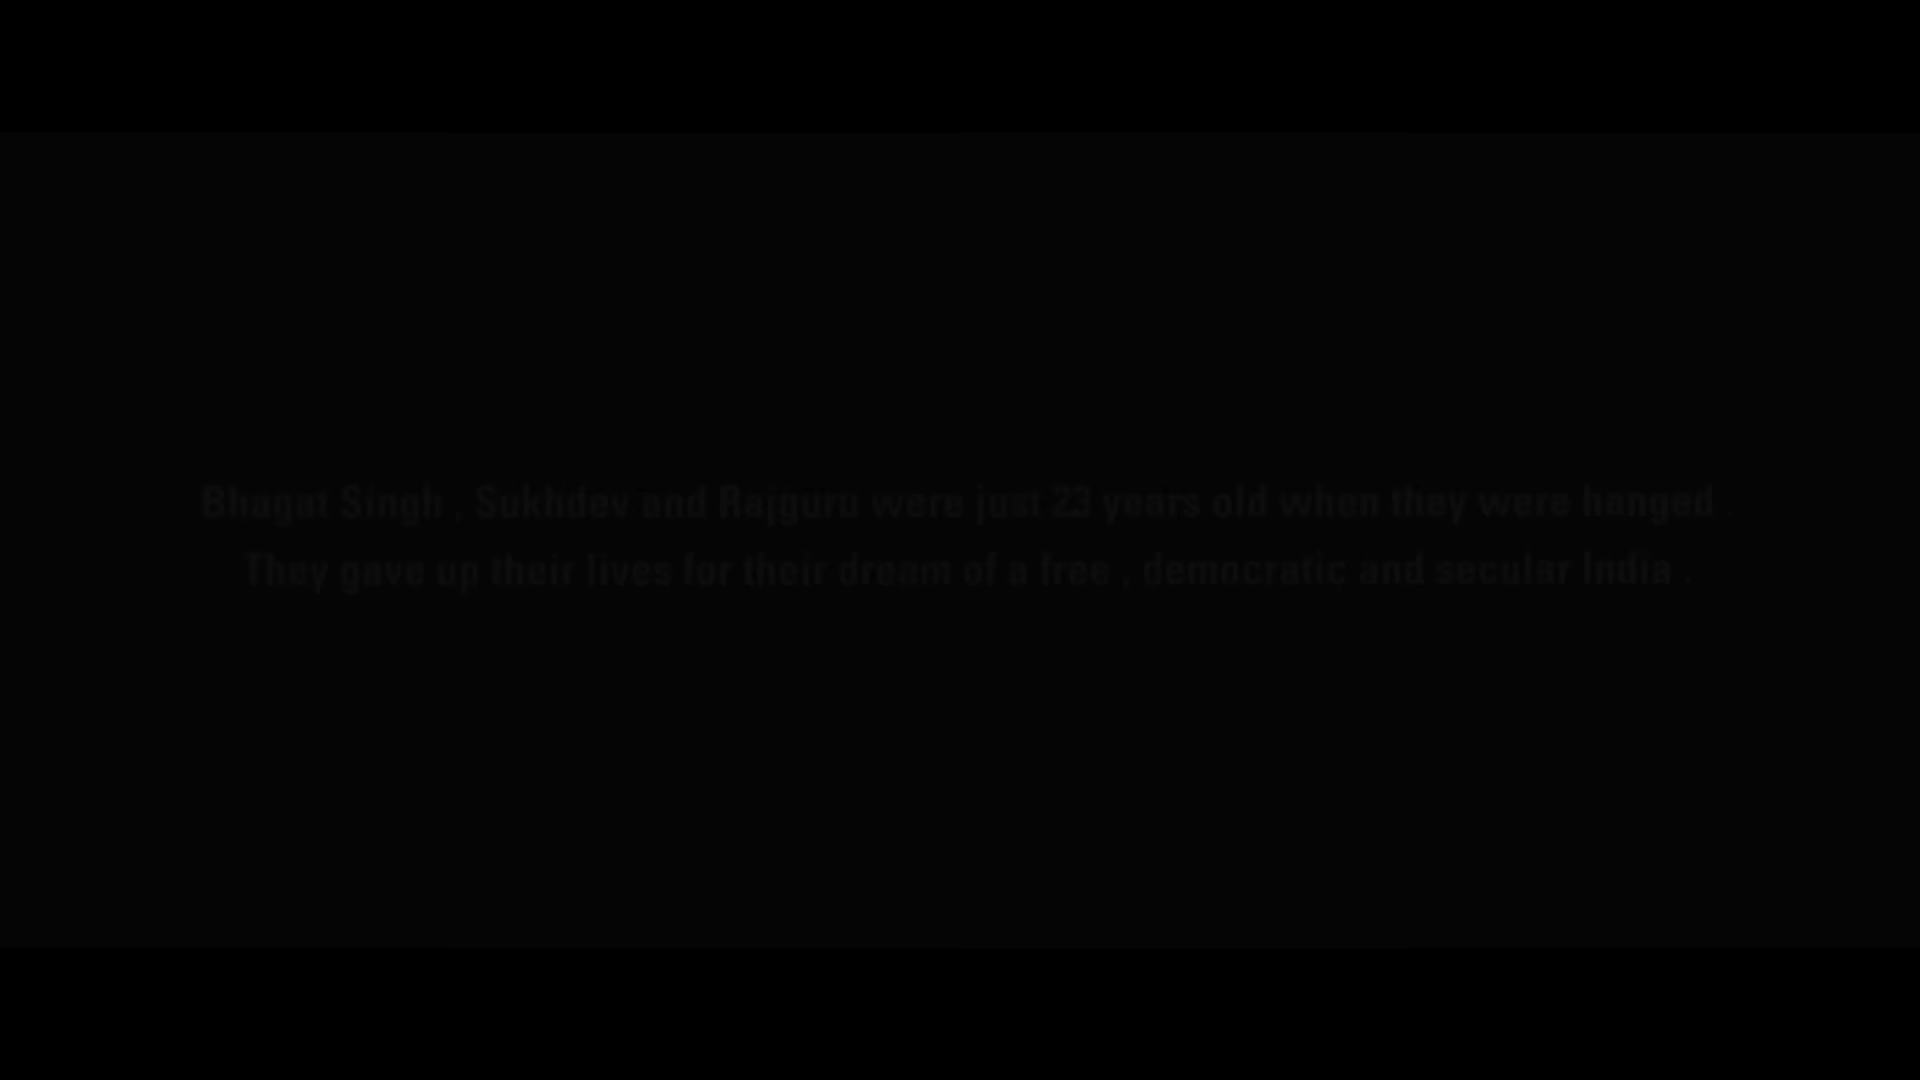 Bhagat Singh , Sukhdev and Rajguru were just 23 years old when they were hanged .
They gave up their lives for their dream of a free , democratic and secular India .